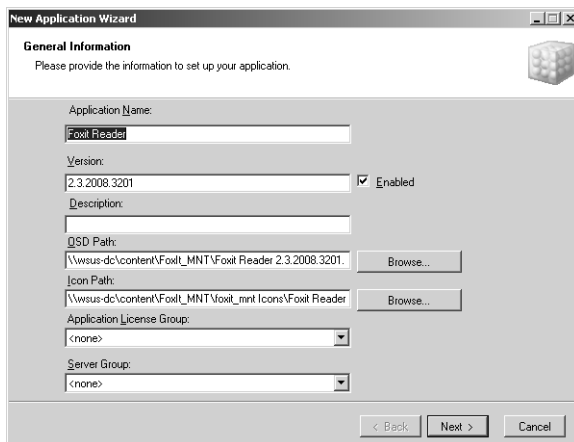 New Application Wizard
General Information
Please provide the information to set up your application.
Application Name:
Foxit Reader
Version:
2.3.2008.3201
Enabled
Description:
OSD Path:
\\wsus-dc\content\FoxIt_MNT\Foxit Reader 2.3.2008.3201.
Browse...
Icon Path:
\\wsus-dc\content\FoxIt_MNT\foxit_mnt Icons\Foxit Reader
Browse...
Application License Group:
<none>
Server Group:
<none>
< Back
Next >
Cancel